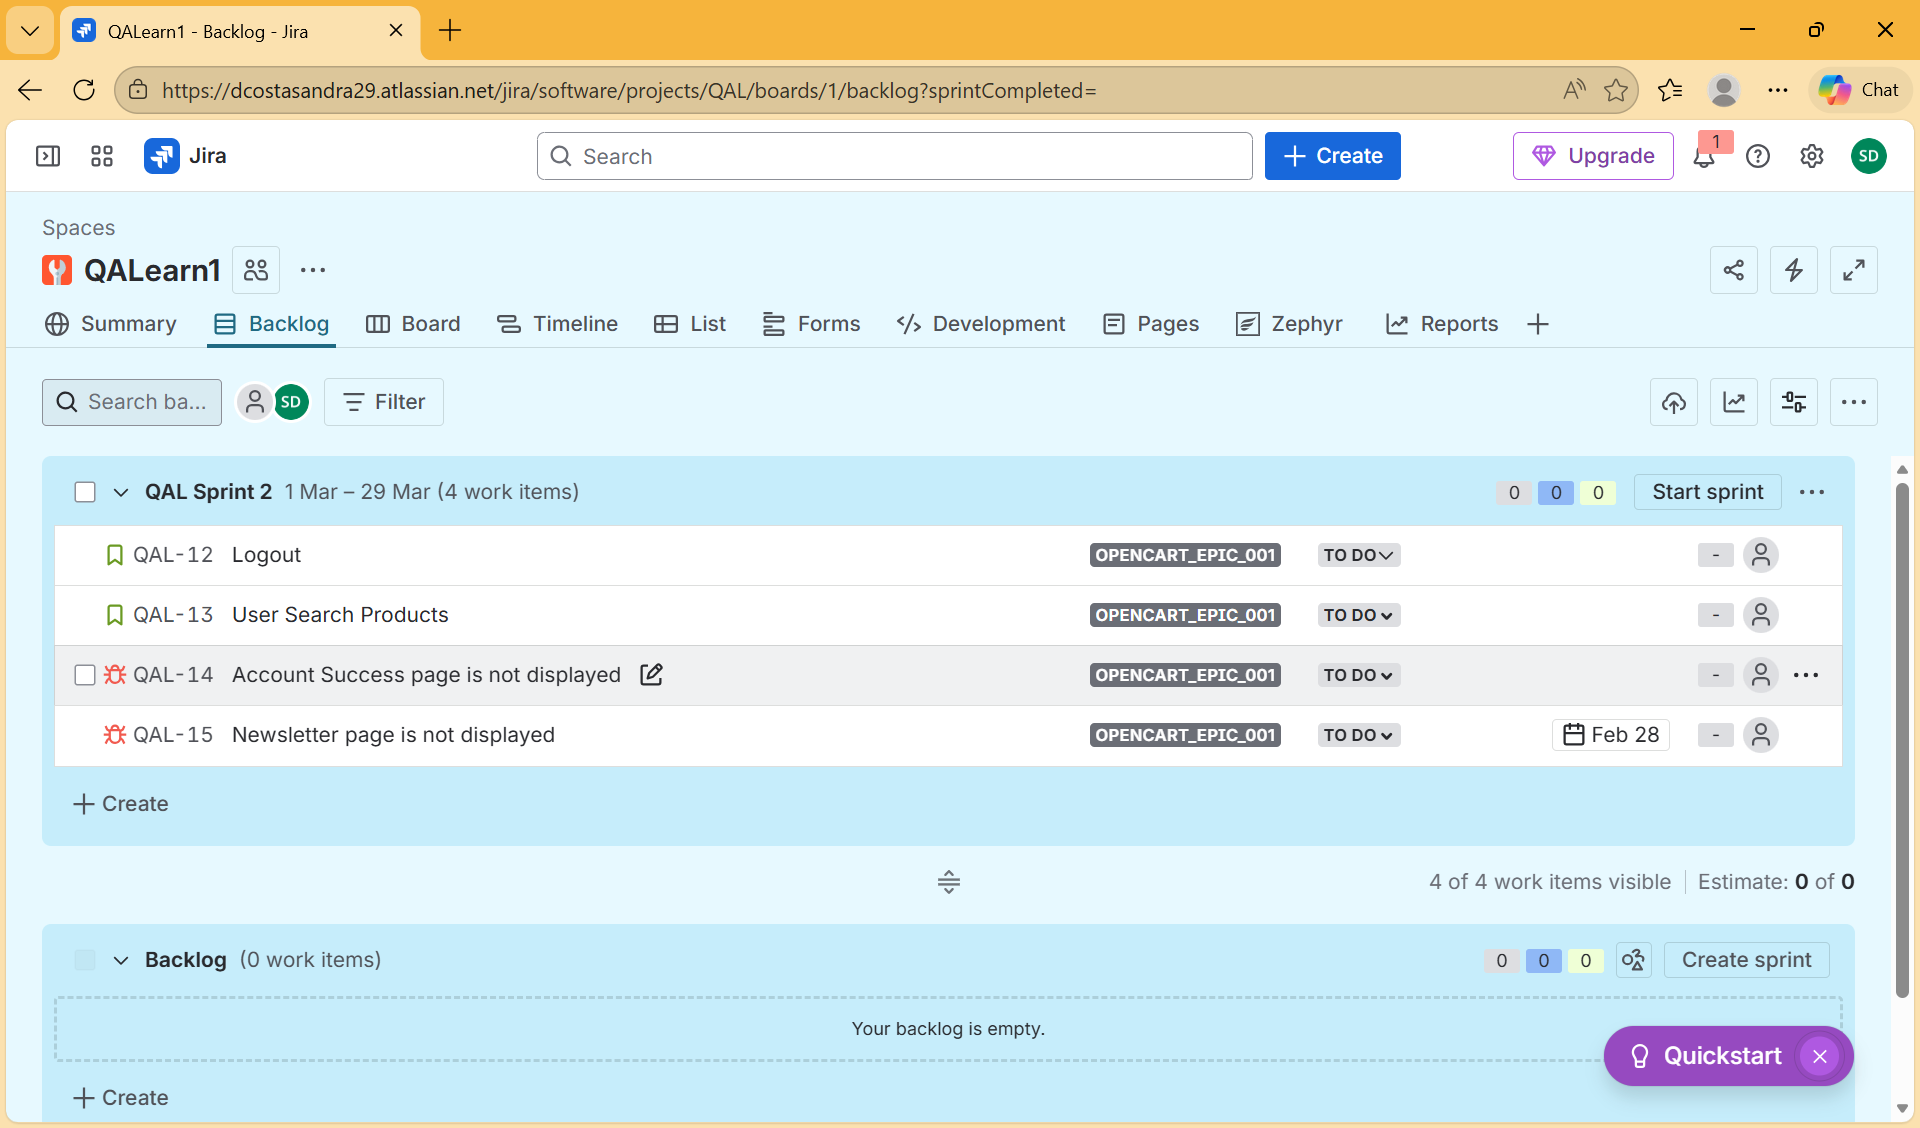 QALearn1 - Backlog - Jira
https://dcostasandra29.atlassian.net/jira/software/projects/QAL/boards/1/backlog?sprintCompleted=
Chat
Jira
Search
Create
Upgrade
1
SD
Spaces
QALearn1
Summary
Backlog
Board
Timeline
List
Forms
Development
Pages
Zephyr
Reports
Search ba...
SD
Filter
QAL Sprint 2 1 Mar – 29 Mar (4 work items)
0 0 0
Start sprint
QAL-12 Logout OPENCART_EPIC_001 TO DO -
QAL-13 User Search Products OPENCART_EPIC_001 TO DO -
QAL-14 Account Success page is not displayed OPENCART_EPIC_001 TO DO -
QAL-15 Newsletter page is not displayed OPENCART_EPIC_001 TO DO Feb 28 -
Create
4 of 4 work items visible
Estimate: 0 of 0
Backlog (0 work items)
0 0 0
Create sprint
Your backlog is empty.
Quickstart
Create